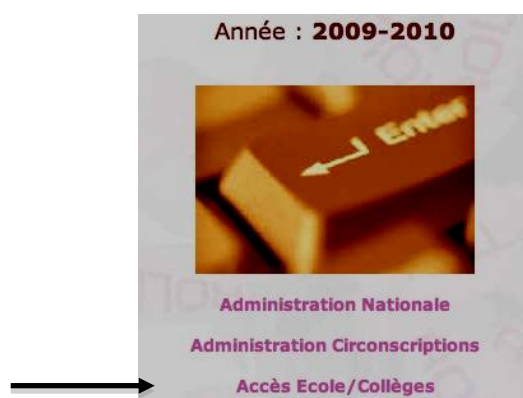 Année : 2009-2010
Enter
Administration Nationale
Administration Circonscriptions
Accès Ecole/Collèges